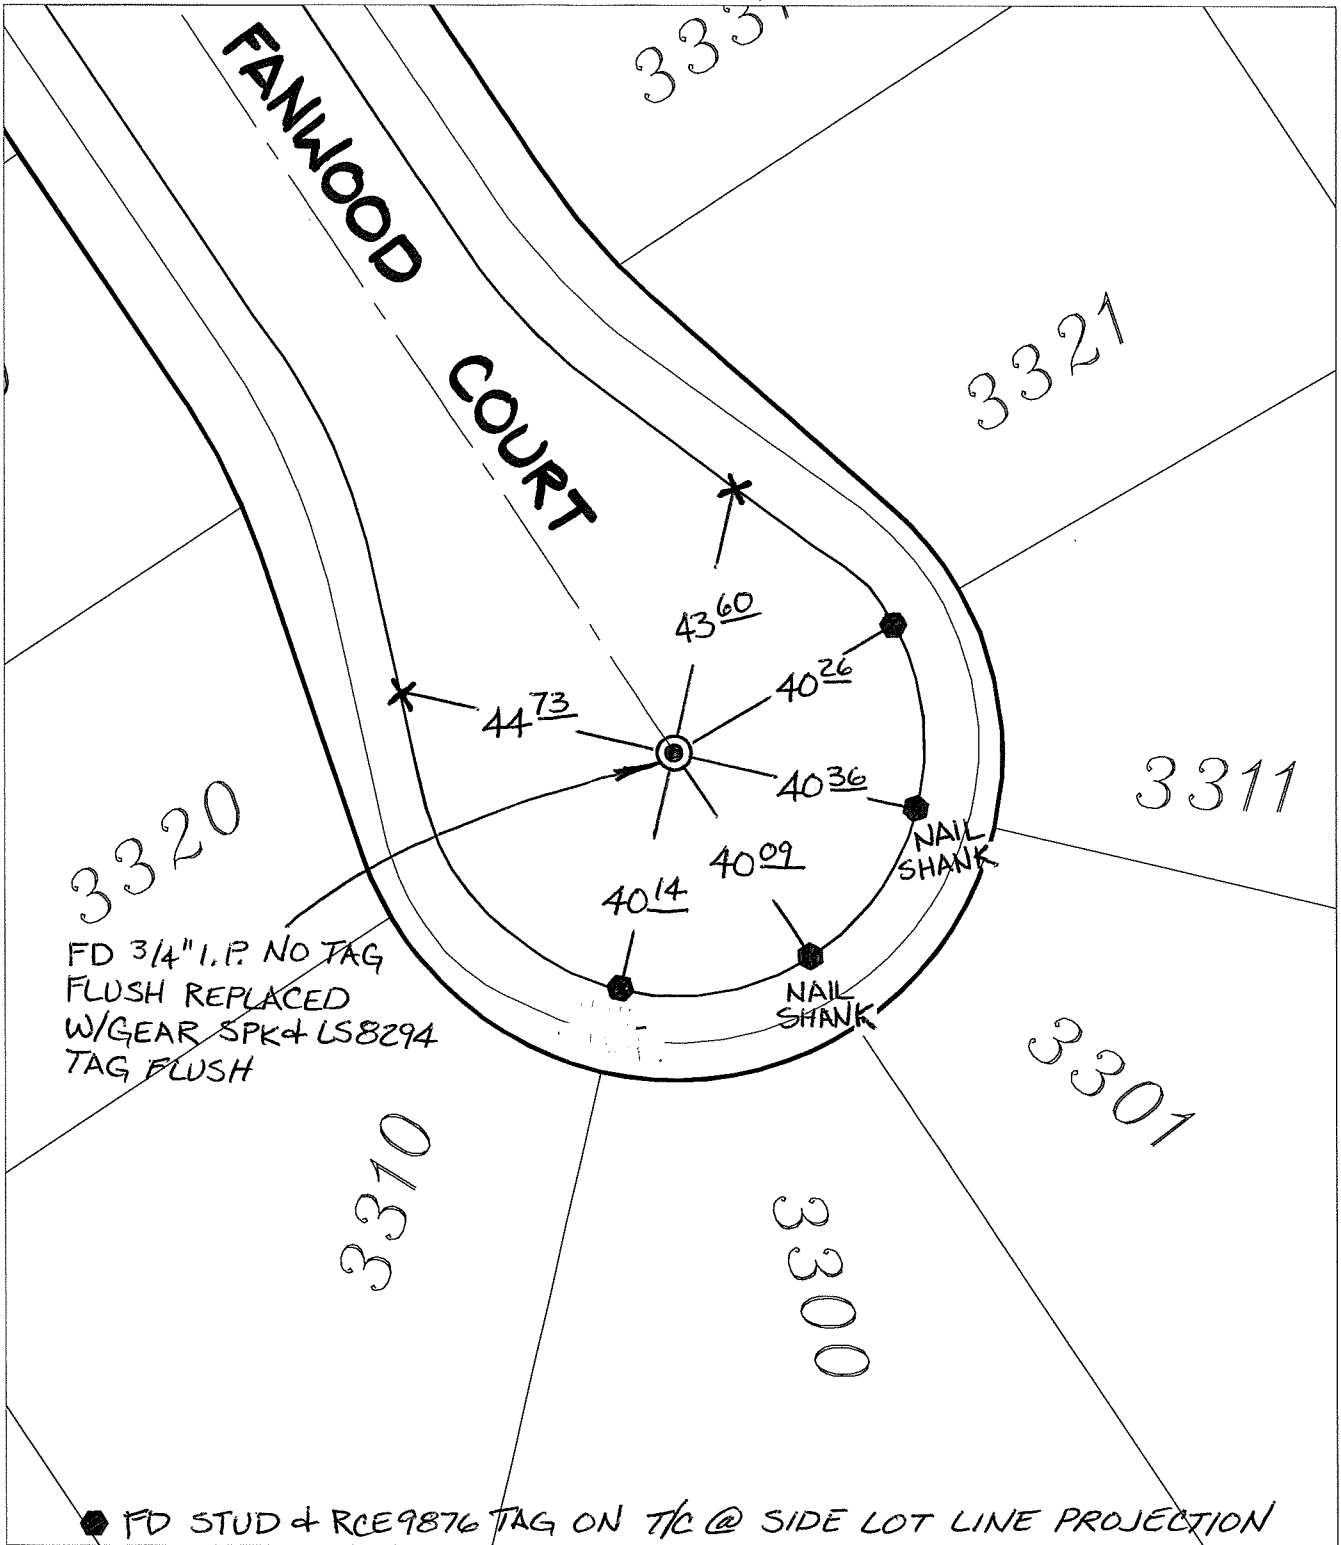 FANWOOD
COURT
3321
43 60
40 26
44 73
40 36
3311
NAIL
SHANK
3320
40 09
40 14
FD 3/4" I.P. NO TAG
FLUSH REPLACED
W/GEAR SPK & LS8294
TAG FLUSH
NAIL
SHANK
3301
3310
3300
FD STUD & RCE9876 TAG ON T/C @ SIDE LOT LINE PROJECTION